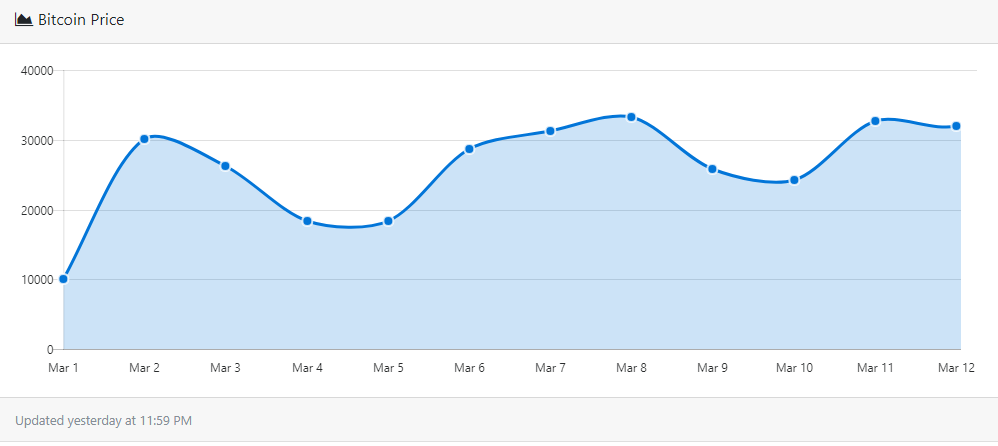 Bitcoin Price
40000
30000
20000
10000
0
Mar 1 Mar 2 Mar 3 Mar 4 Mar 5 Mar 6 Mar 7 Mar 8 Mar 9 Mar 10 Mar 11 Mar 12
Updated yesterday at 11:59 PM